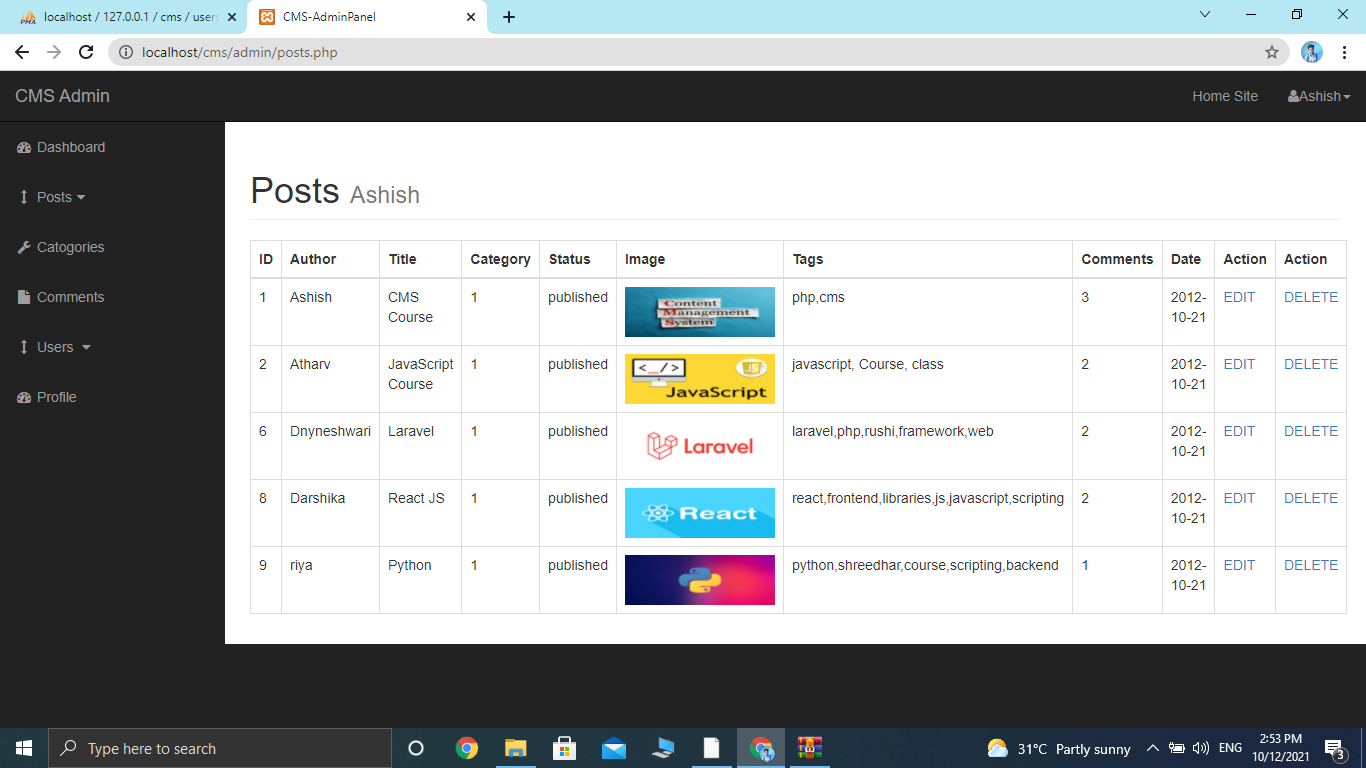 localhost / 127.0.0.1 / cms / users
CMS-AdminPanel
localhost/cms/admin/posts.php
CMS Admin
Home Site
Ashish
Dashboard
Posts
Catogories
Comments
Users
Profile
Posts Ashish
ID Author Title Category Status Image Tags Comments Date Action Action
1 Ashish CMS Course 1 published Content Management System php,cms 3 2012-10-21 EDIT DELETE
2 Atharv JavaScript Course 1 published <_/> JS JavaScript javascript, Course, class 2 2012-10-21 EDIT DELETE
6 Dnyneshwari Laravel 1 published Laravel laravel,php,rushi,framework,web 2 2012-10-21 EDIT DELETE
8 Darshika React JS 1 published React react,frontend,libraries,js,javascript,scripting 2 2012-10-21 EDIT DELETE
9 riya Python 1 published python,shreedhar,course,scripting,backend 1 2012-10-21 EDIT DELETE
Type here to search
31°C Partly sunny
ENG
2:53 PM
10/12/2021
3